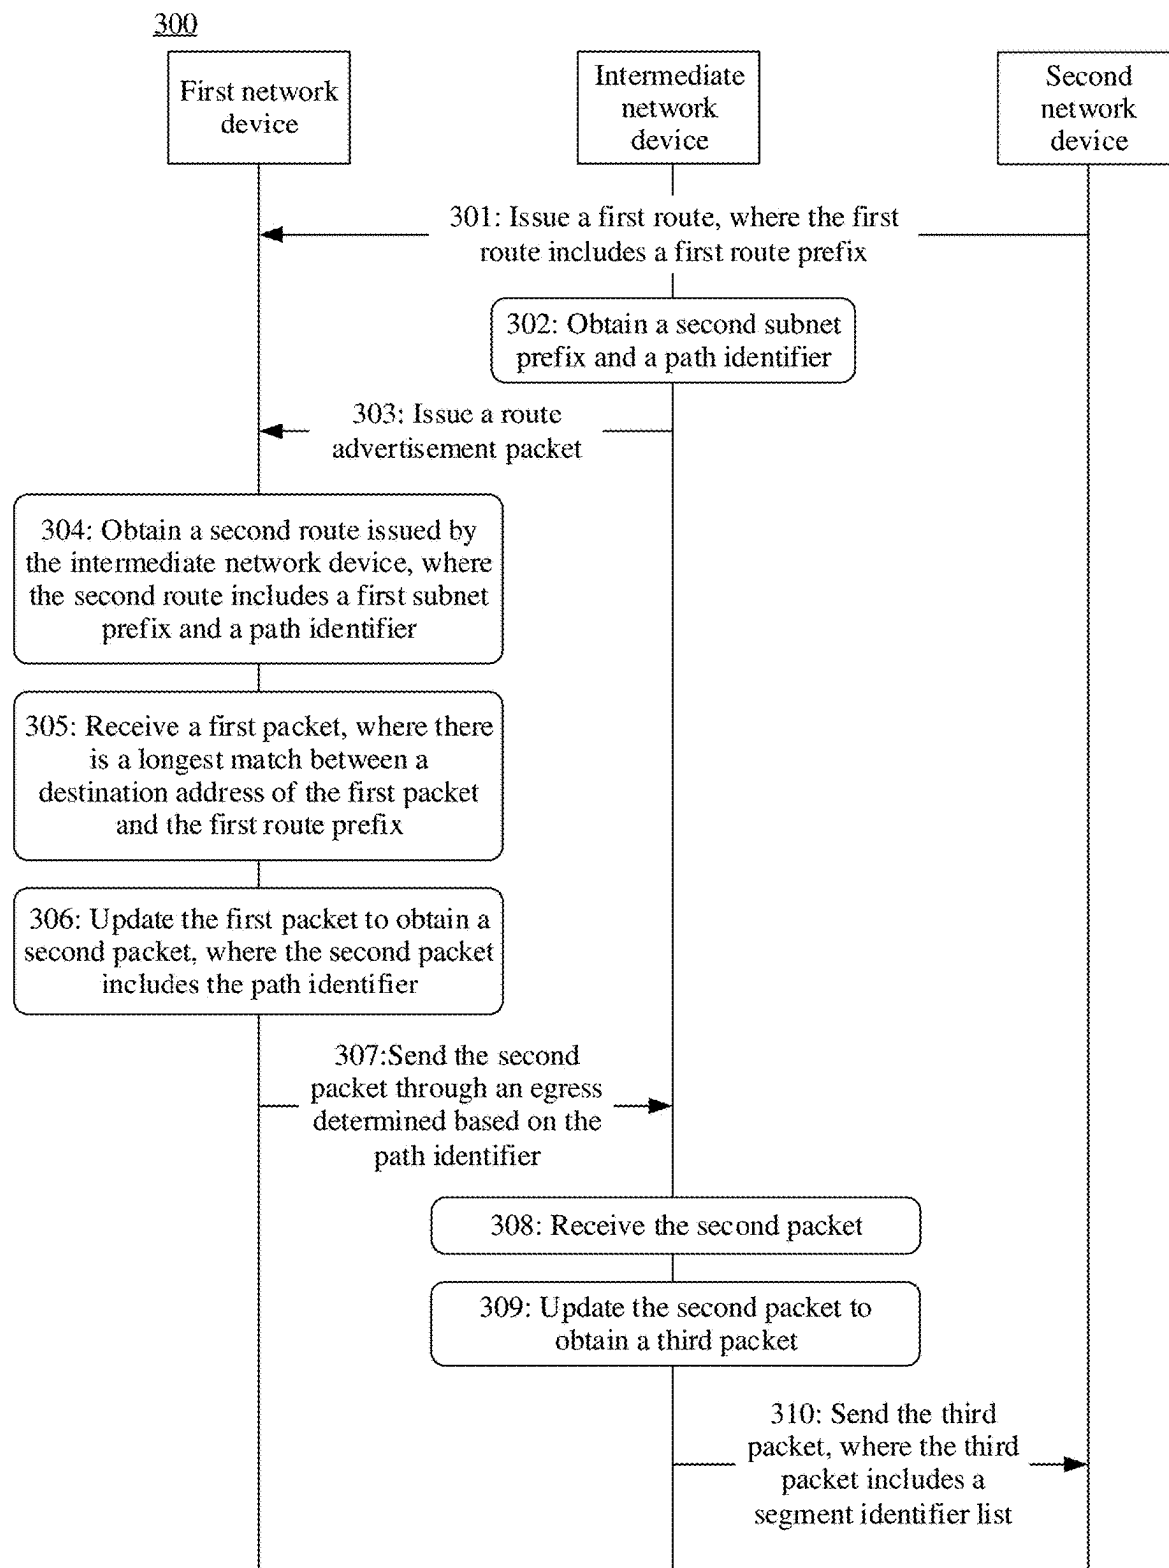 300
First network
device
Intermediate
network
device
Second
network
device
301: Issue a first route, where the first
route includes a first route prefix
302: Obtain a second subnet
prefix and a path identifier
303: Issue a route
advertisement packet
304: Obtain a second route issued by
the intermediate network device, where
the second route includes a first subnet
prefix and a path identifier
305: Receive a first packet, where there
is a longest match between a
destination address of the first packet
and the first route prefix
306: Update the first packet to obtain a
second packet, where the second packet
includes the path identifier
307:Send the second
packet through an egress
determined based on the
path identifier
308: Receive the second packet
309: Update the second packet to
obtain a third packet
310: Send the third
packet, where the third
packet includes a
segment identifier list